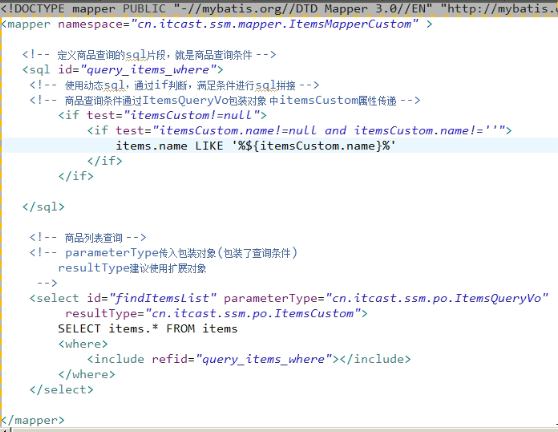 <!DOCTYPE mapper PUBLIC "-//mybatis.org//DTD Mapper 3.0//EN" "http://mybatis.
<mapper namespace="cn.itcast.ssm.mapper.ItemsMapperCustom" >
<!-- 定义商品查询的sql片段，就是商品查询条件 -->
<sql id="query_items_where">
<!-- 使用动态sql，通过if判断，满足条件进行sql拼接 -->
<!-- 商品查询条件通过ItemsQueryVo包装对象 中itemsCustom属性传递 -->
<if test="itemsCustom!=null">
<if test="itemsCustom.name!=null and itemsCustom.name!=''">
items.name LIKE '%${itemsCustom.name}%'
</if>
</if>
</sql>
<!-- 商品列表查询 -->
<!-- parameterType传入包装对象(包装了查询条件)
resultType建议使用扩展对象
-->
<select id="findItemsList" parameterType="cn.itcast.ssm.po.ItemsQueryVo"
resultType="cn.itcast.ssm.po.ItemsCustom">
SELECT items.* FROM items
<where>
<include refid="query_items_where"></include>
</where>
</select>
</mapper>